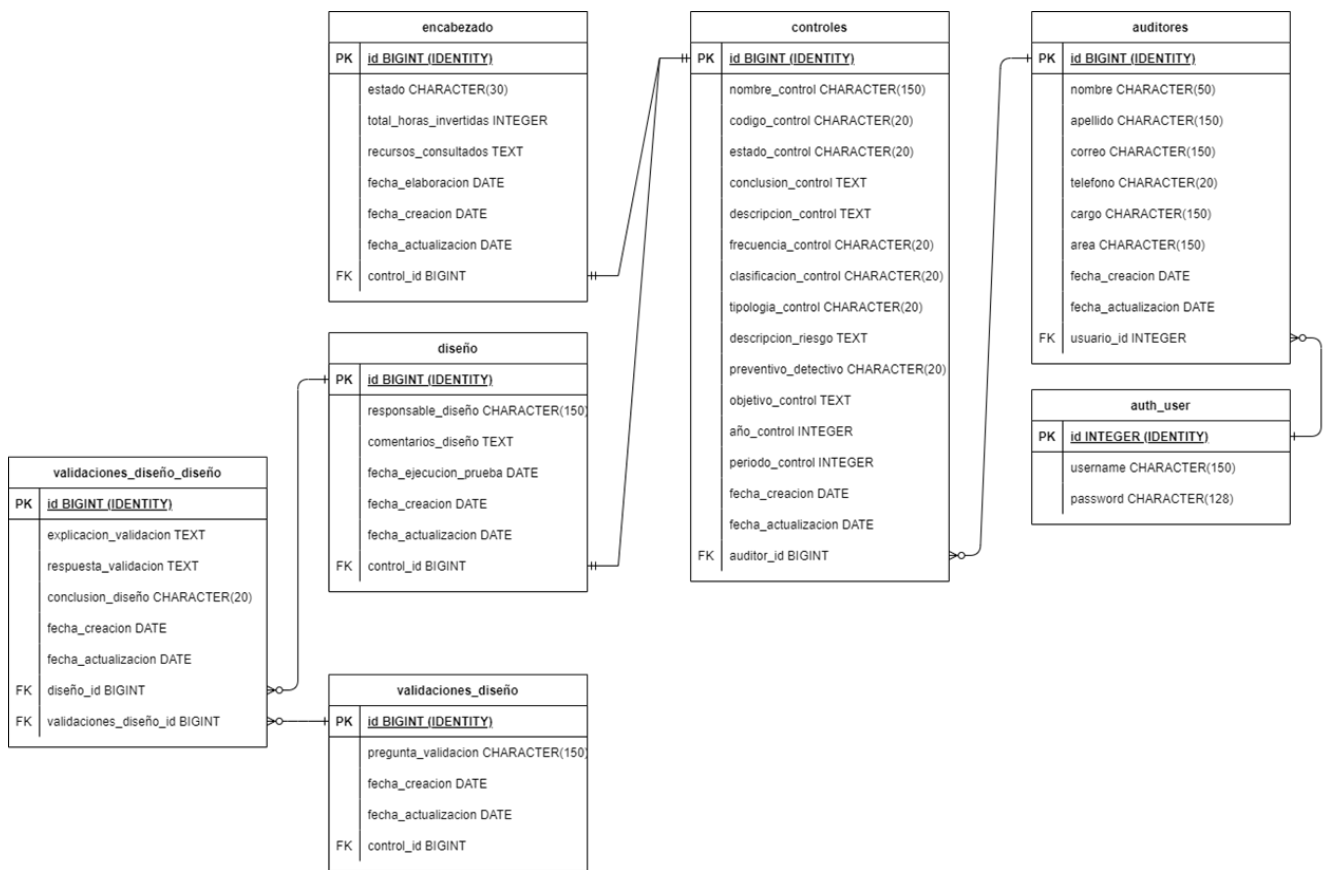 encabezado
PK id BIGINT (IDENTITY)
estado CHARACTER(30)
total_horas_invertidas INTEGER
recursos_consultados TEXT
fecha_elaboracion DATE
fecha_creacion DATE
fecha_actualizacion DATE
FK control_id BIGINT
controles
PK id BIGINT (IDENTITY)
nombre_control CHARACTER(150)
codigo_control CHARACTER(20)
estado_control CHARACTER(20)
conclusion_control TEXT
descripcion_control TEXT
frecuencia_control CHARACTER(20)
clasificacion_control CHARACTER(20)
tipologia_control CHARACTER(20)
descripcion_riesgo TEXT
preventivo_detectivo CHARACTER(20)
objetivo_control TEXT
año_control INTEGER
periodo_control INTEGER
fecha_creacion DATE
fecha_actualizacion DATE
FK auditor_id BIGINT
auditores
PK id BIGINT (IDENTITY)
nombre CHARACTER(50)
apellido CHARACTER(150)
correo CHARACTER(150)
telefono CHARACTER(20)
cargo CHARACTER(150)
area CHARACTER(150)
fecha_creacion DATE
fecha_actualizacion DATE
FK usuario_id INTEGER
diseño
PK id BIGINT (IDENTITY)
responsable_diseño CHARACTER(150)
comentarios_diseño TEXT
fecha_ejecucion_prueba DATE
fecha_creacion DATE
fecha_actualizacion DATE
FK control_id BIGINT
auth_user
PK id INTEGER (IDENTITY)
username CHARACTER(150)
password CHARACTER(128)
validaciones_diseño_diseño
PK id BIGINT (IDENTITY)
explicacion_validacion TEXT
respuesta_validacion TEXT
conclusion_diseño CHARACTER(20)
fecha_creacion DATE
fecha_actualizacion DATE
FK diseño_id BIGINT
FK validaciones_diseño_id BIGINT
validaciones_diseño
PK id BIGINT (IDENTITY)
pregunta_validacion CHARACTER(150)
fecha_creacion DATE
fecha_actualizacion DATE
FK control_id BIGINT